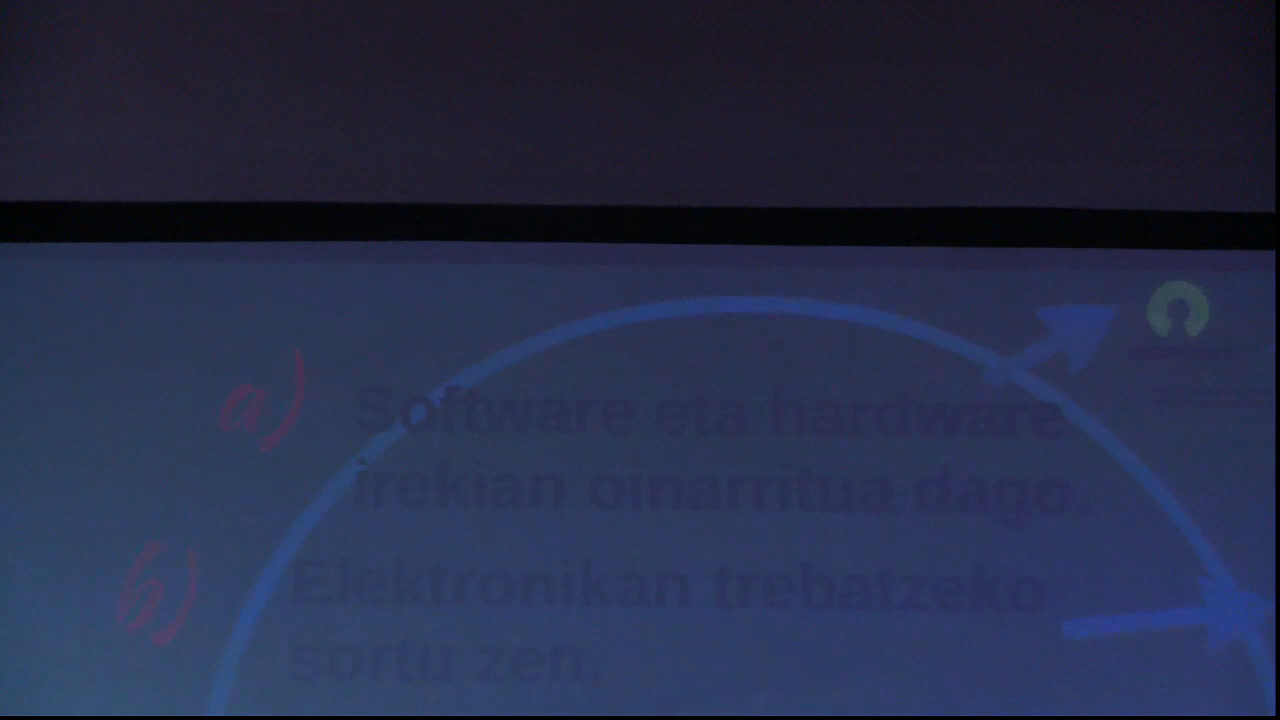 a) Software eta hardware
irekian oinarritua dago.
b) Elektronikan trebatzeko
sortu zen.